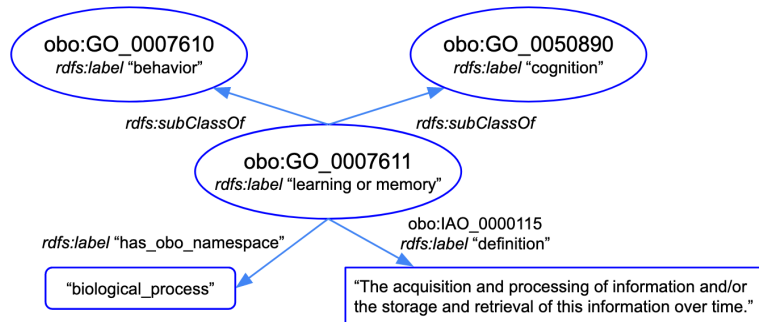 obo:GO_0007610
rdfs:label “behavior”
obo:GO_0050890
rdfs:label “cognition”
rdfs:subClassOf
rdfs:subClassOf
obo:GO_0007611
rdfs:label “learning or memory”
rdfs:label “has_obo_namespace”
obo:IAO_0000115
rdfs:label “definition”
“biological_process”
“The acquisition and processing of information and/or
the storage and retrieval of this information over time.”